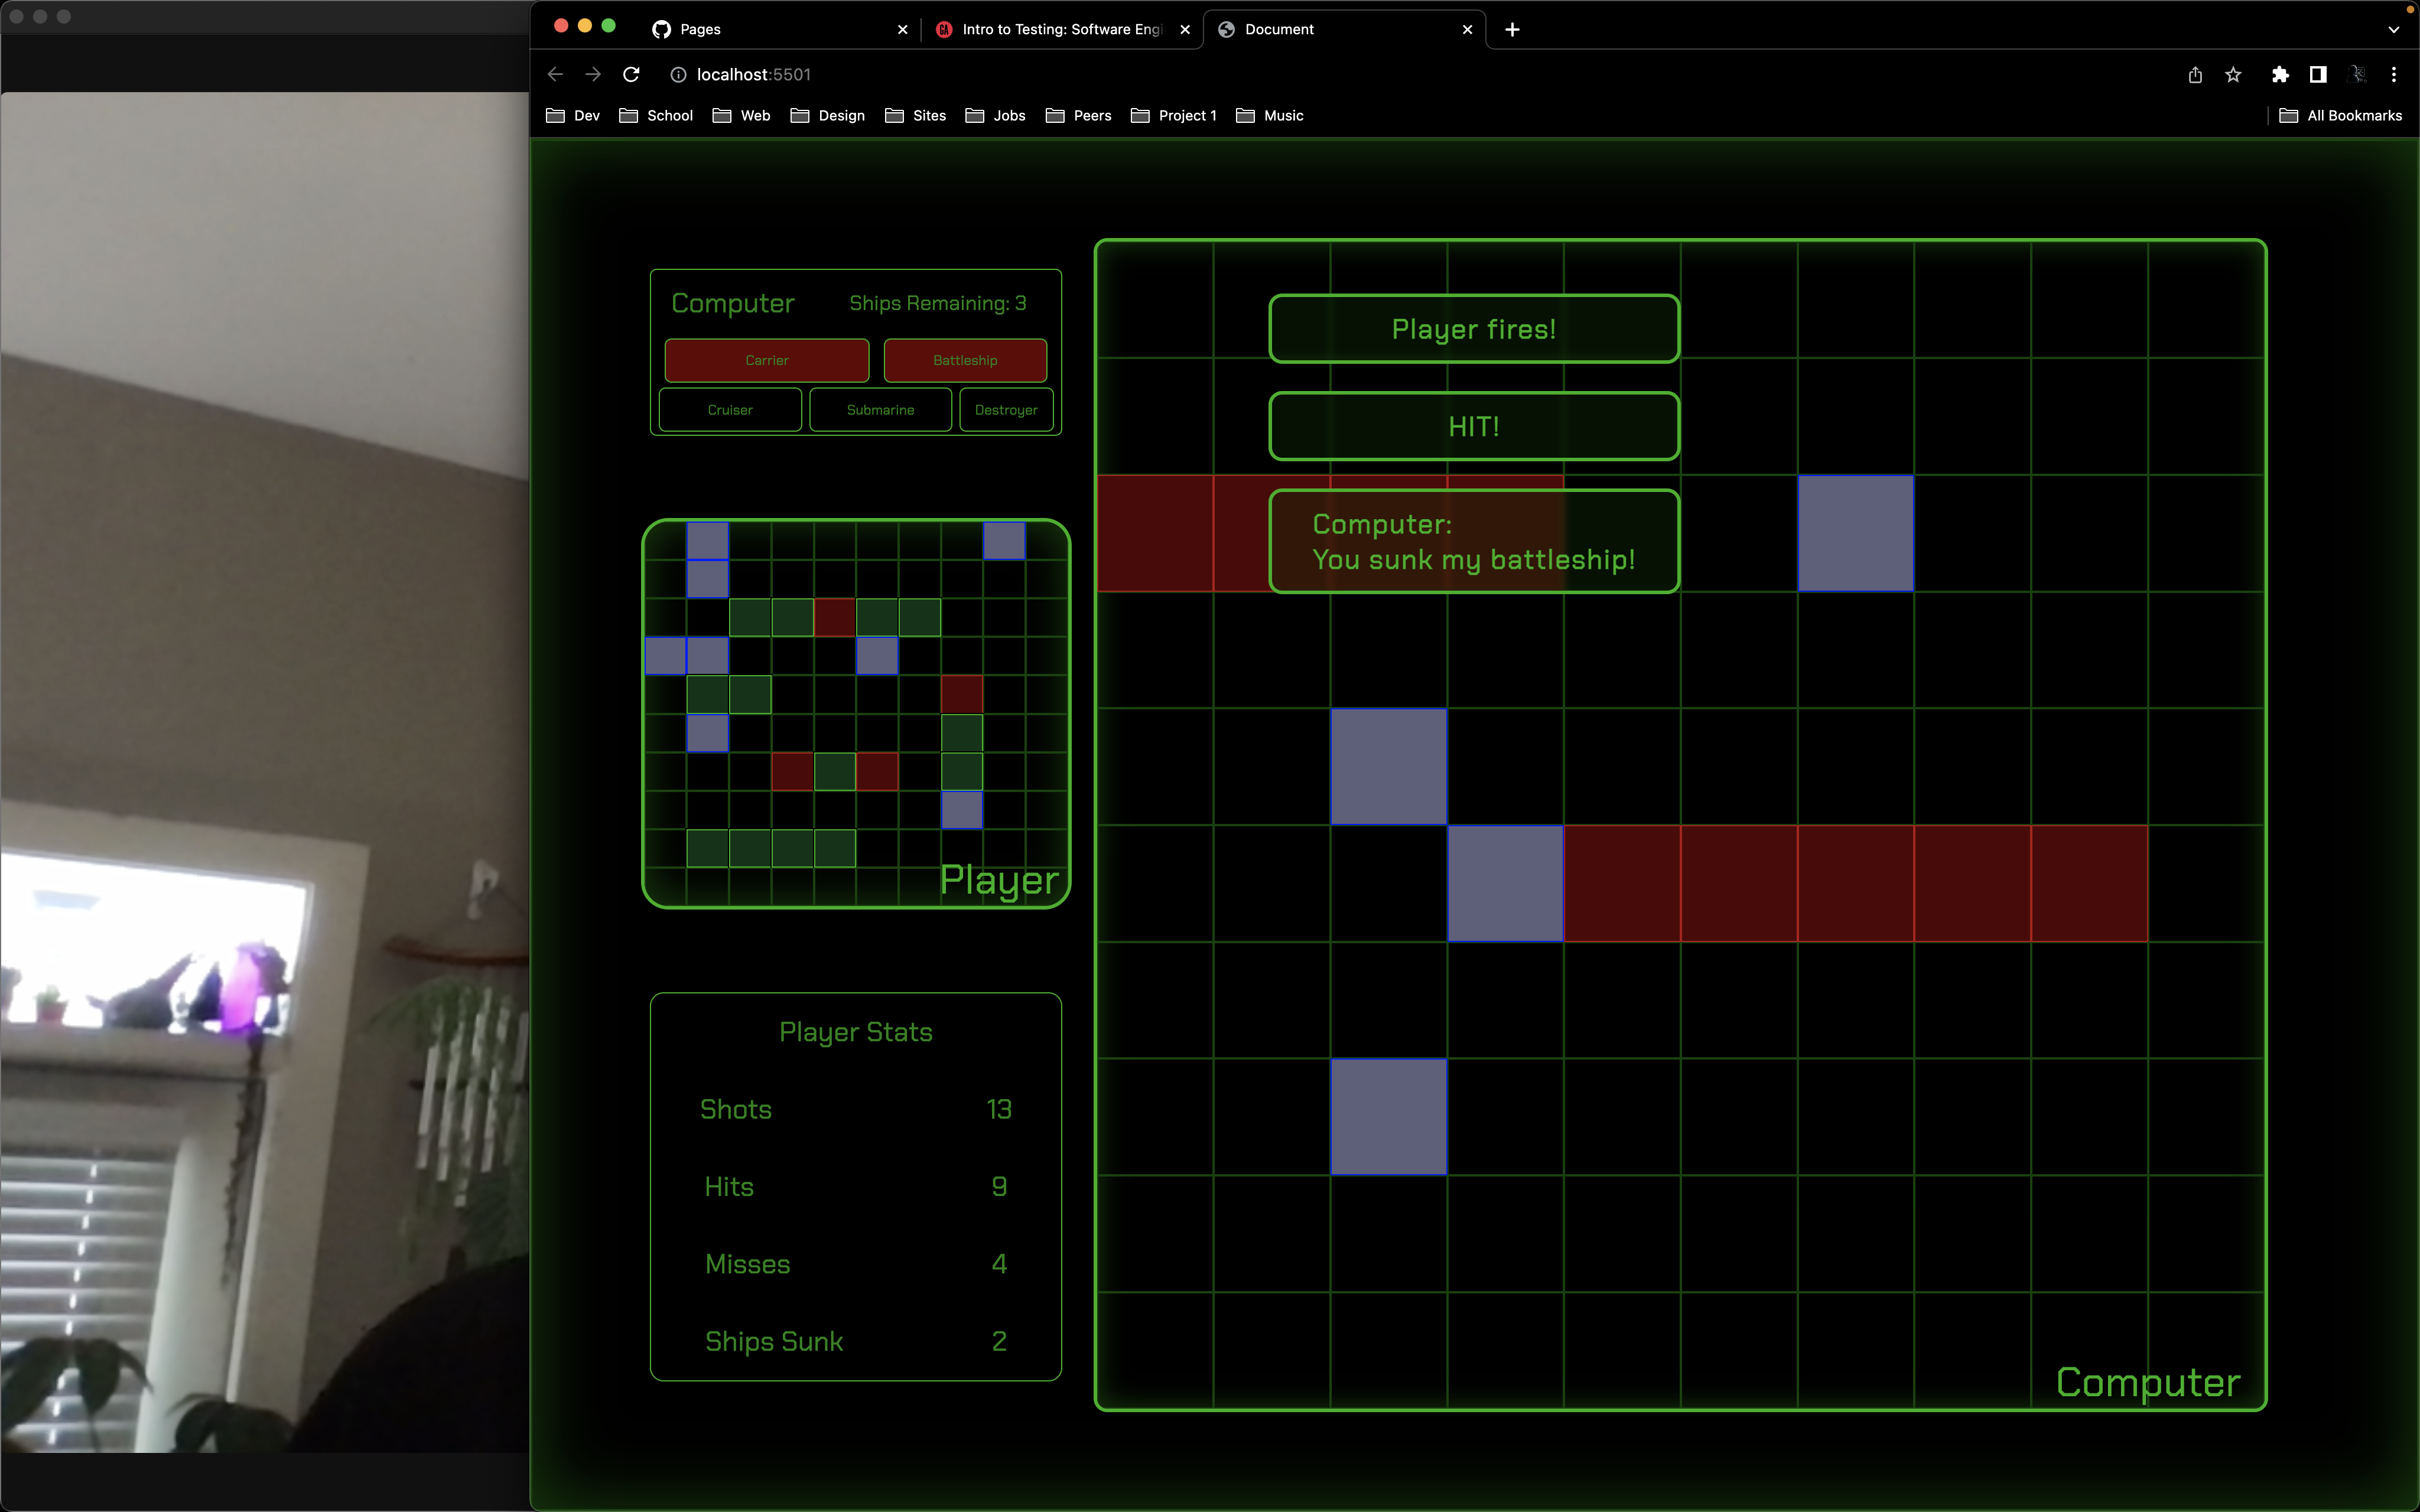 Pages
Intro to Testing: Software Engi
Document
localhost:5501
Dev
School
Web
Design
Sites
Jobs
Peers
Project 1
Music
All Bookmarks
Computer
Ships Remaining: 3
Carrier
Battleship
Cruiser
Submarine
Destroyer
Player
Player Stats
Shots 13
Hits 9
Misses 4
Ships Sunk 2
Player fires!
HIT!
Computer:
You sunk my battleship!
Computer